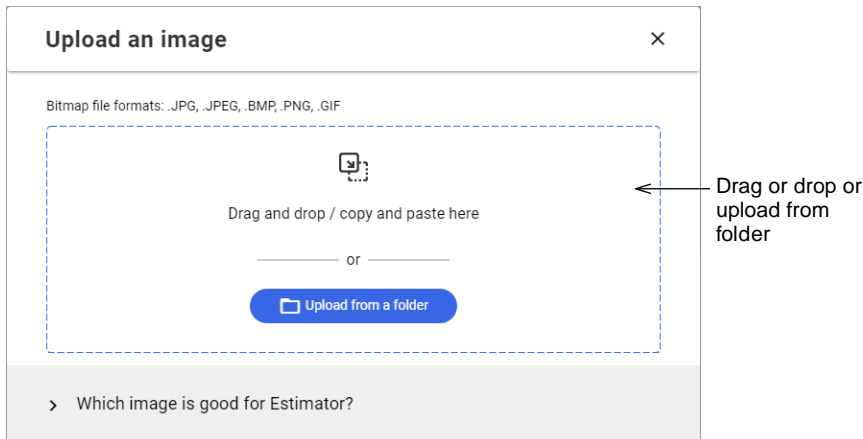 Upload an image
Bitmap file formats: .JPG, .JPEG, .BMP, .PNG, .GIF
Drag and drop / copy and paste here
or
Upload from a folder
Drag or drop or
upload from
folder
Which image is good for Estimator?